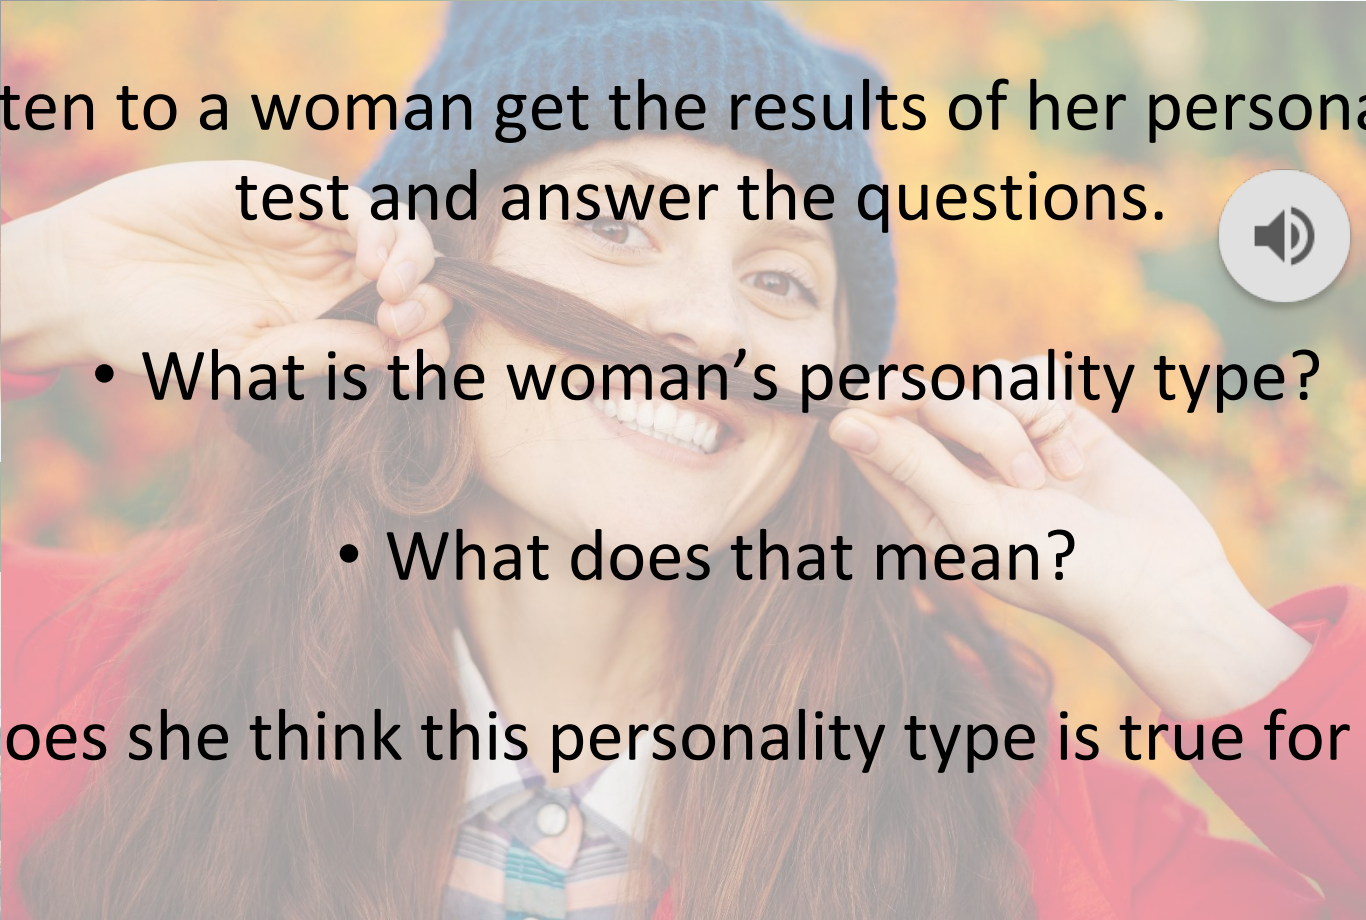 ten to a woman get the results of her persona
test and answer the questions.
• What is the woman’s personality type?
• What does that mean?
oes she think this personality type is true for